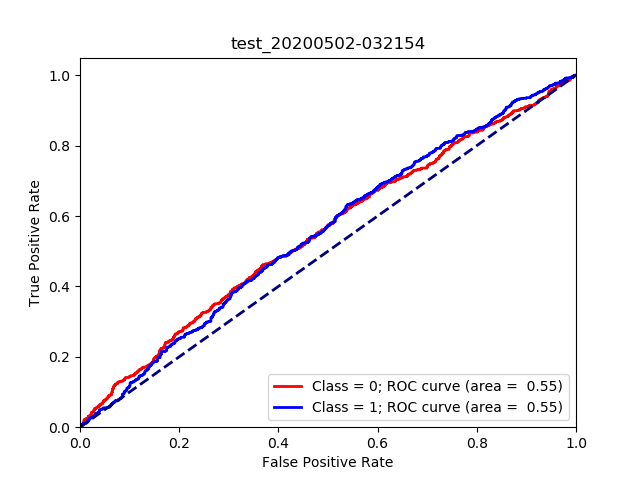 test_20200502-032154
True Positive Rate
1.0
0.8
0.6
0.4
0.2
0.0
Class = 0; ROC curve (area =  0.55)
Class = 1; ROC curve (area =  0.55)
0.0 0.2 0.4 0.6 0.8 1.0
False Positive Rate